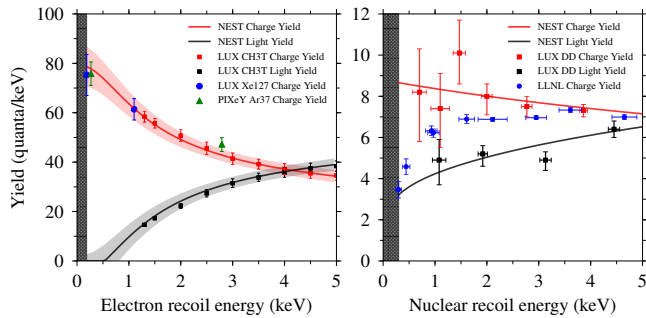 NEST Charge Yield
NEST Light Yield
LUX CH3T Charge Yield
LUX CH3T Light Yield
LUX Xe127 Charge Yield
PIXeY Ar37 Charge Yield
100
80
60
40
20
0
Yield (quanta/keV)
0 1 2 3 4 5
Electron recoil energy (keV)
NEST Charge Yield
NEST Light Yield
LUX DD Charge Yield
LUX DD Light Yield
LLNL Charge Yield
12
10
8
6
4
2
0
0 1 2 3 4 5
Nuclear recoil energy (keV)